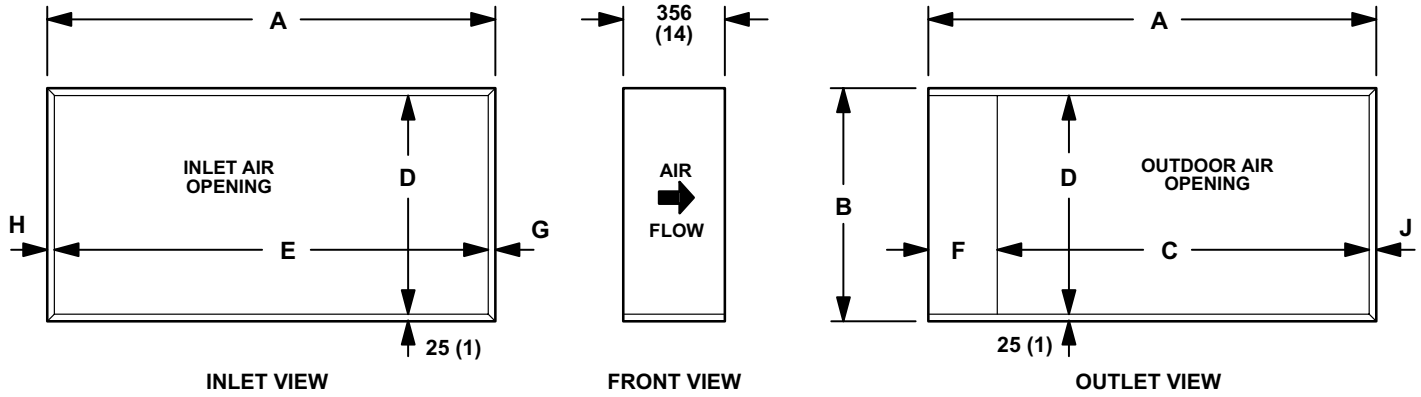 A
INLET AIR
OPENING
D
H
E
G
25 (1)
INLET VIEW
356
(14)
AIR
FLOW
FRONT VIEW
A
B
OUTDOOR AIR
OPENING
D
F
C
J
25 (1)
OUTLET VIEW